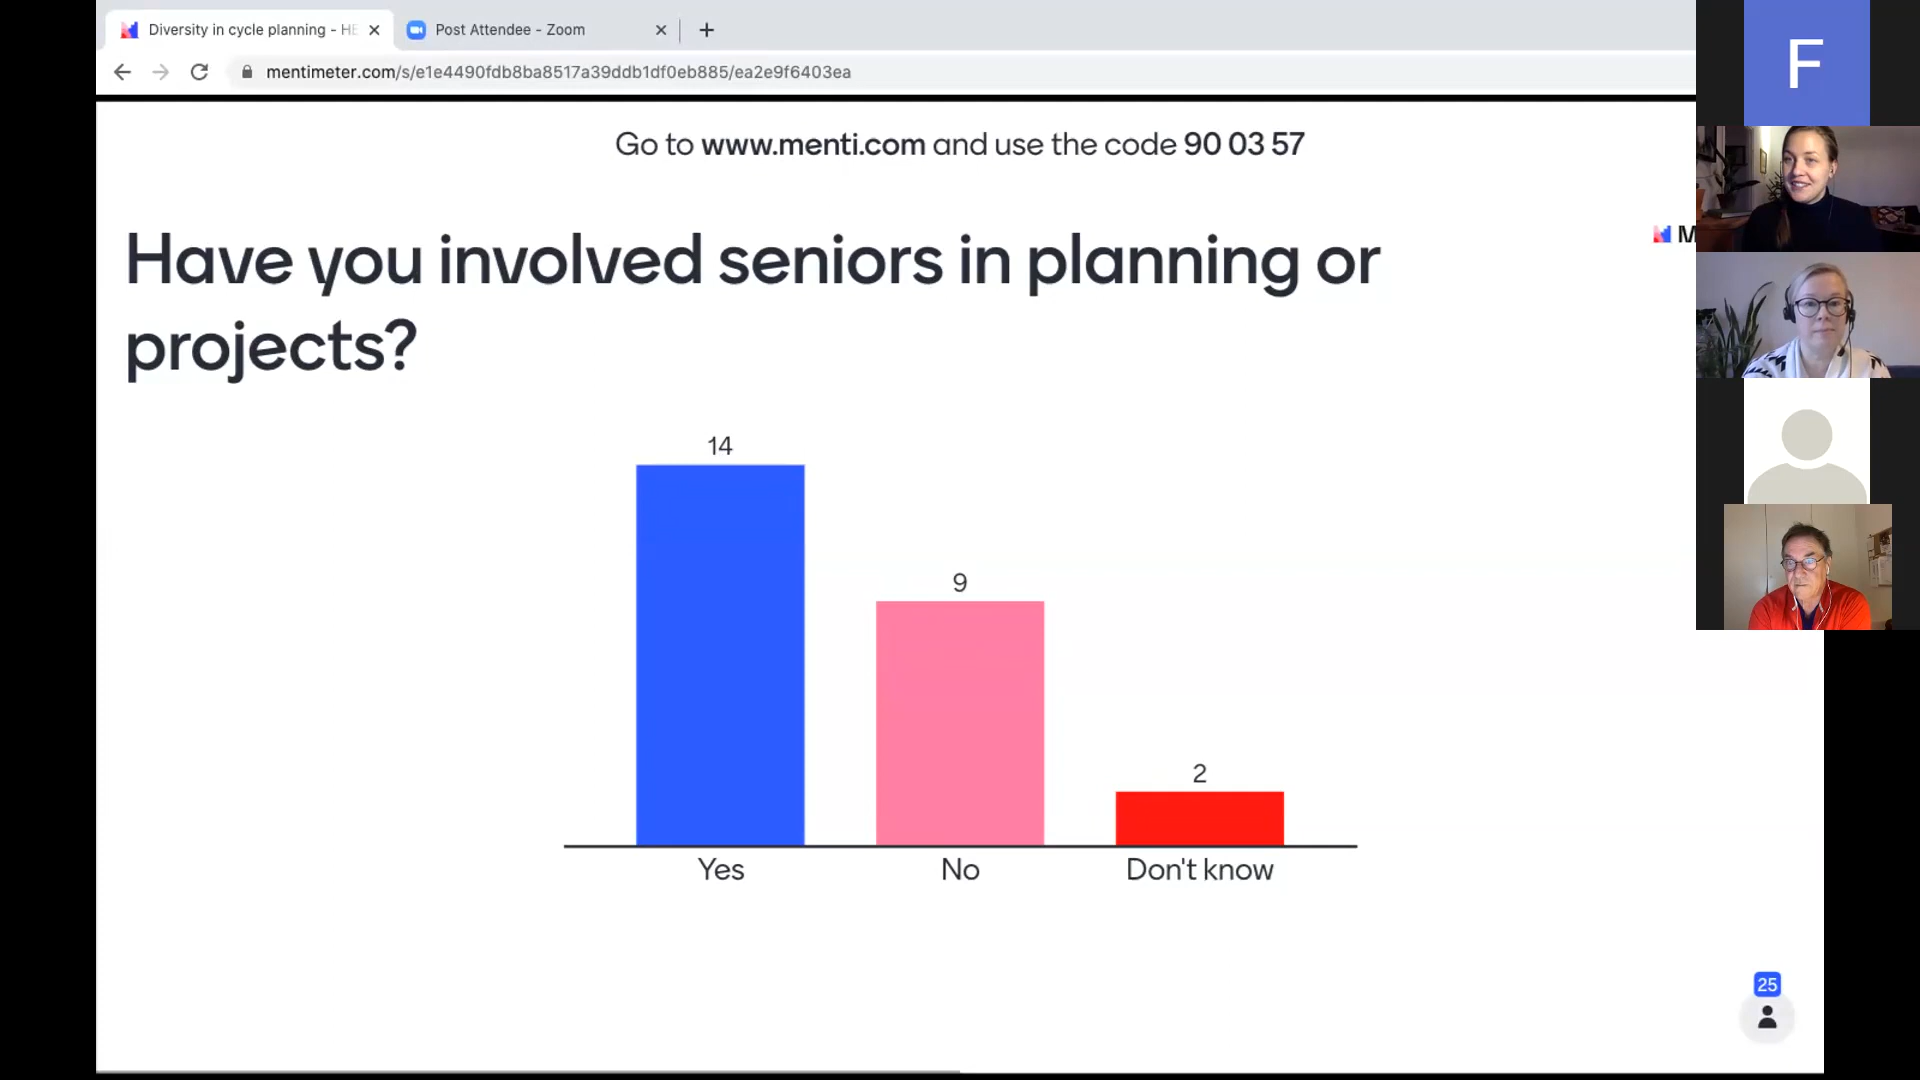 Diversity in cycle planning - HE
Post Attendee - Zoom
mentimeter.com/s/e1e4490fdb8ba8517a39ddb1df0eb885/ea2e9f6403ea
F
Go to www.menti.com and use the code 90 03 57
M
Have you involved seniors in planning or
projects?
14
9
2
Yes
No
Don't know
25